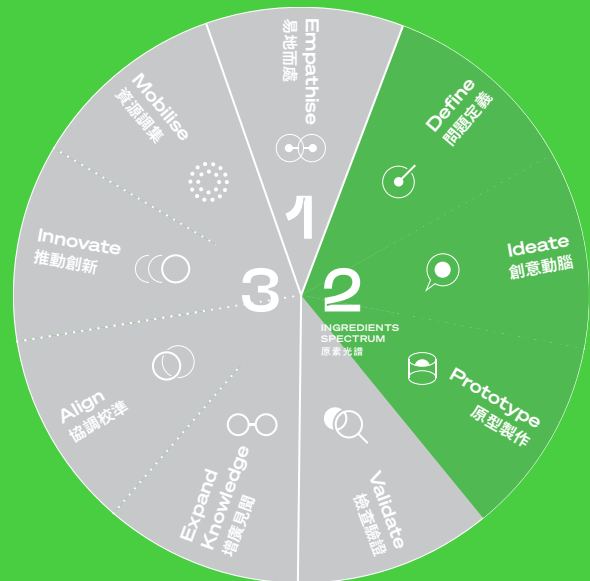 1
Empathise
易地而處
2
INGREDIENTS
SPECTRUM
原素光譜
Define
問題定義
Ideate
創意動腦
Prototype
原型製作
Validate
檢查驗證
3
Expand
Knowledge
增廣見聞
Align
協調校準
Innovate
推動創新
Mobilise
資源調集